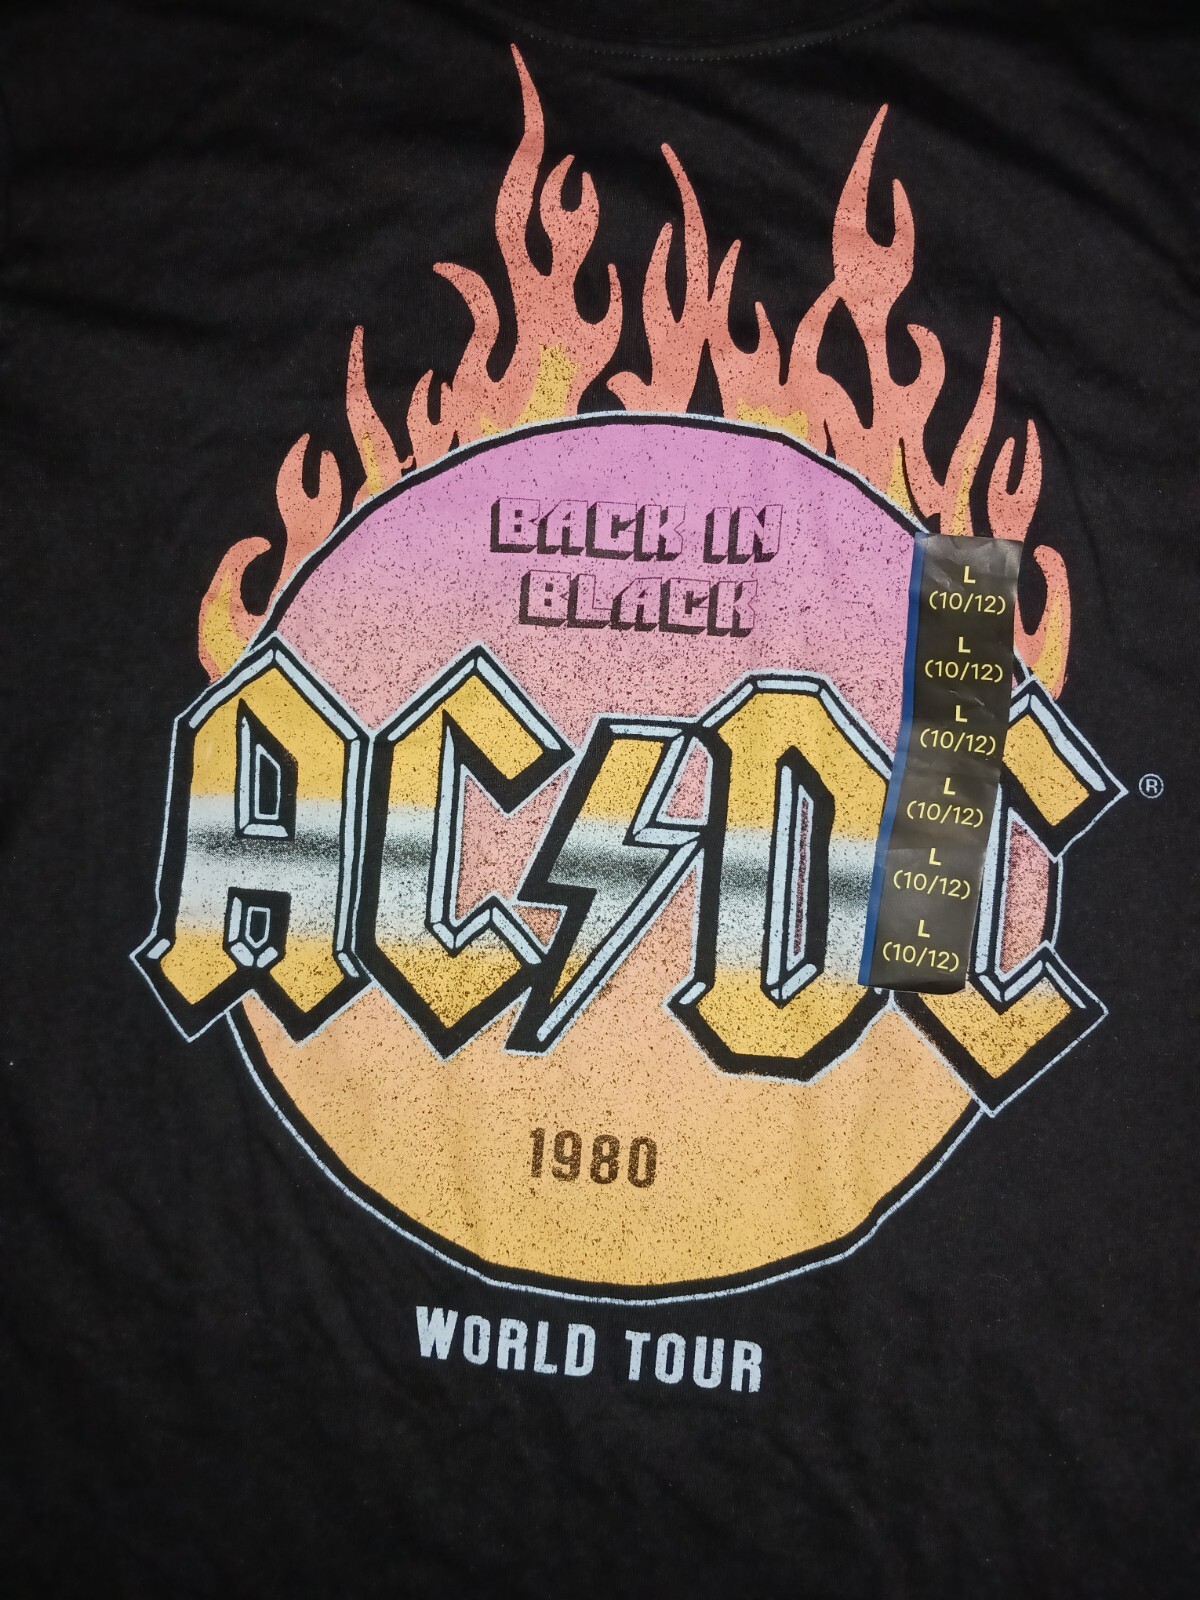 BACK IN
BLACK
L
(10/12)
L
(10/12)
L
(10/12)
L
(10/12)
L
(10/12)
L
(10/12)
AC⚡DC ®
1980
WORLD TOUR